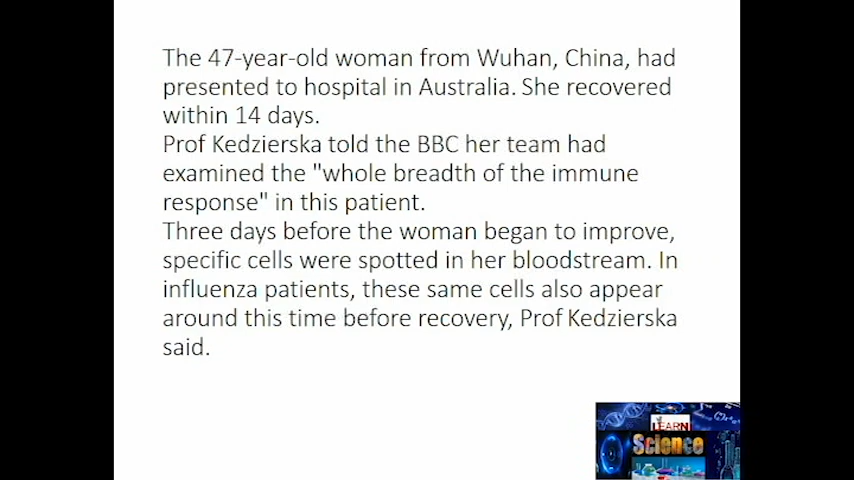 The 47-year-old woman from Wuhan, China, had
presented to hospital in Australia. She recovered
within 14 days.
Prof Kedzierska told the BBC her team had
examined the "whole breadth of the immune
response" in this patient.
Three days before the woman began to improve,
specific cells were spotted in her bloodstream. In
influenza patients, these same cells also appear
around this time before recovery, Prof Kedzierska
said.
LEARN
Science